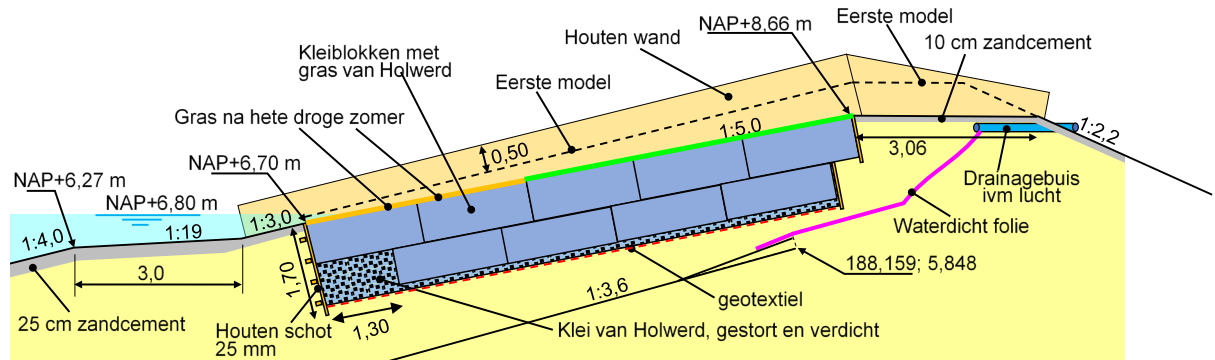 Eerste model
NAP+8,66 m
10 cm zandcement
Houten wand
Kleiblokken met
gras van Holwerd
Eerste model
Gras na hete droge zomer
1:5,0
1:2,2
0,50
3,06
NAP+6,70 m
NAP+6,27 m
Drainagebuis
ivm lucht
NAP+6,80 m
1:3,0
Waterdicht folie
1:19
1:4,0
188,159; 5,848
3,0
1,70
1:3,6
geotextiel
25 cm zandcement
Houten schot
25 mm
1,30
Klei van Holwerd, gestort en verdicht